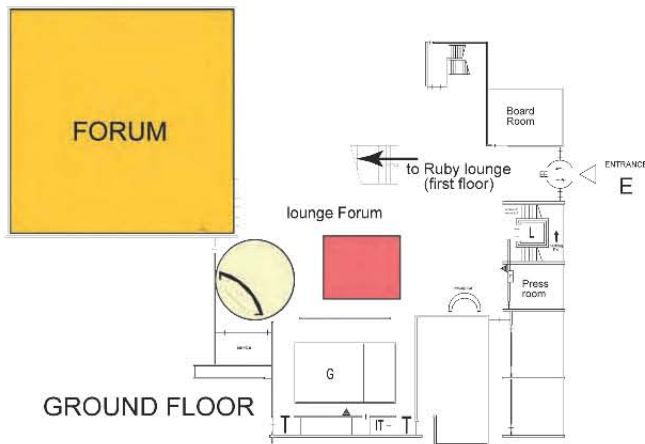 FORUM
Board
Room
to Ruby lounge
(first floor)
ENTRANCE
E
lounge Forum
L
Press
room
G
GROUND FLOOR
IT